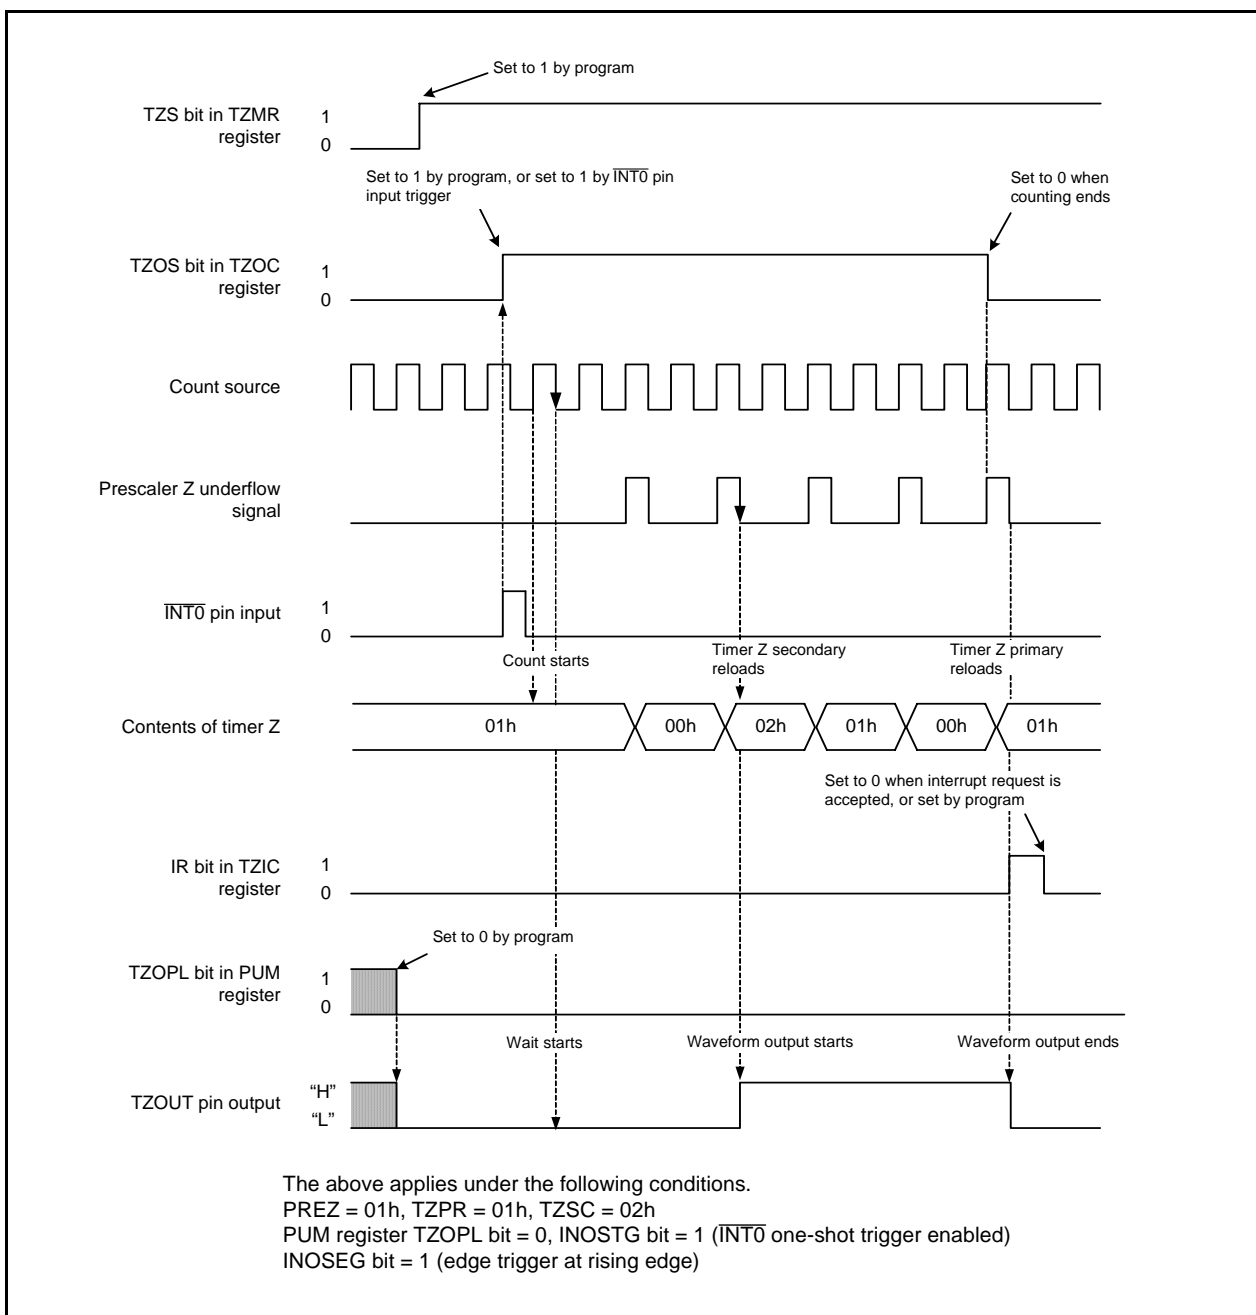 Set to 1 by program
TZS bit in TZMR
register
1
0
Set to 1 by program, or set to 1 by INT0 pin
input trigger
Set to 0 when
counting ends
TZOS bit in TZOC
register
1
0
Count source
Prescaler Z underflow
signal
INT0 pin input
1
0
Count starts
Timer Z secondary
reloads
Timer Z primary
reloads
Contents of timer Z
01h
00h
02h
01h
00h
01h
Set to 0 when interrupt request is
accepted, or set by program
IR bit in TZIC
register
1
0
Set to 0 by program
TZOPL bit in PUM
register
1
0
Wait starts
Waveform output starts
Waveform output ends
TZOUT pin output
“H”
“L”
The above applies under the following conditions.
PREZ = 01h, TZPR = 01h, TZSC = 02h
PUM register TZOPL bit = 0, INOSTG bit = 1 (INT0 one-shot trigger enabled)
INOSEG bit = 1 (edge trigger at rising edge)